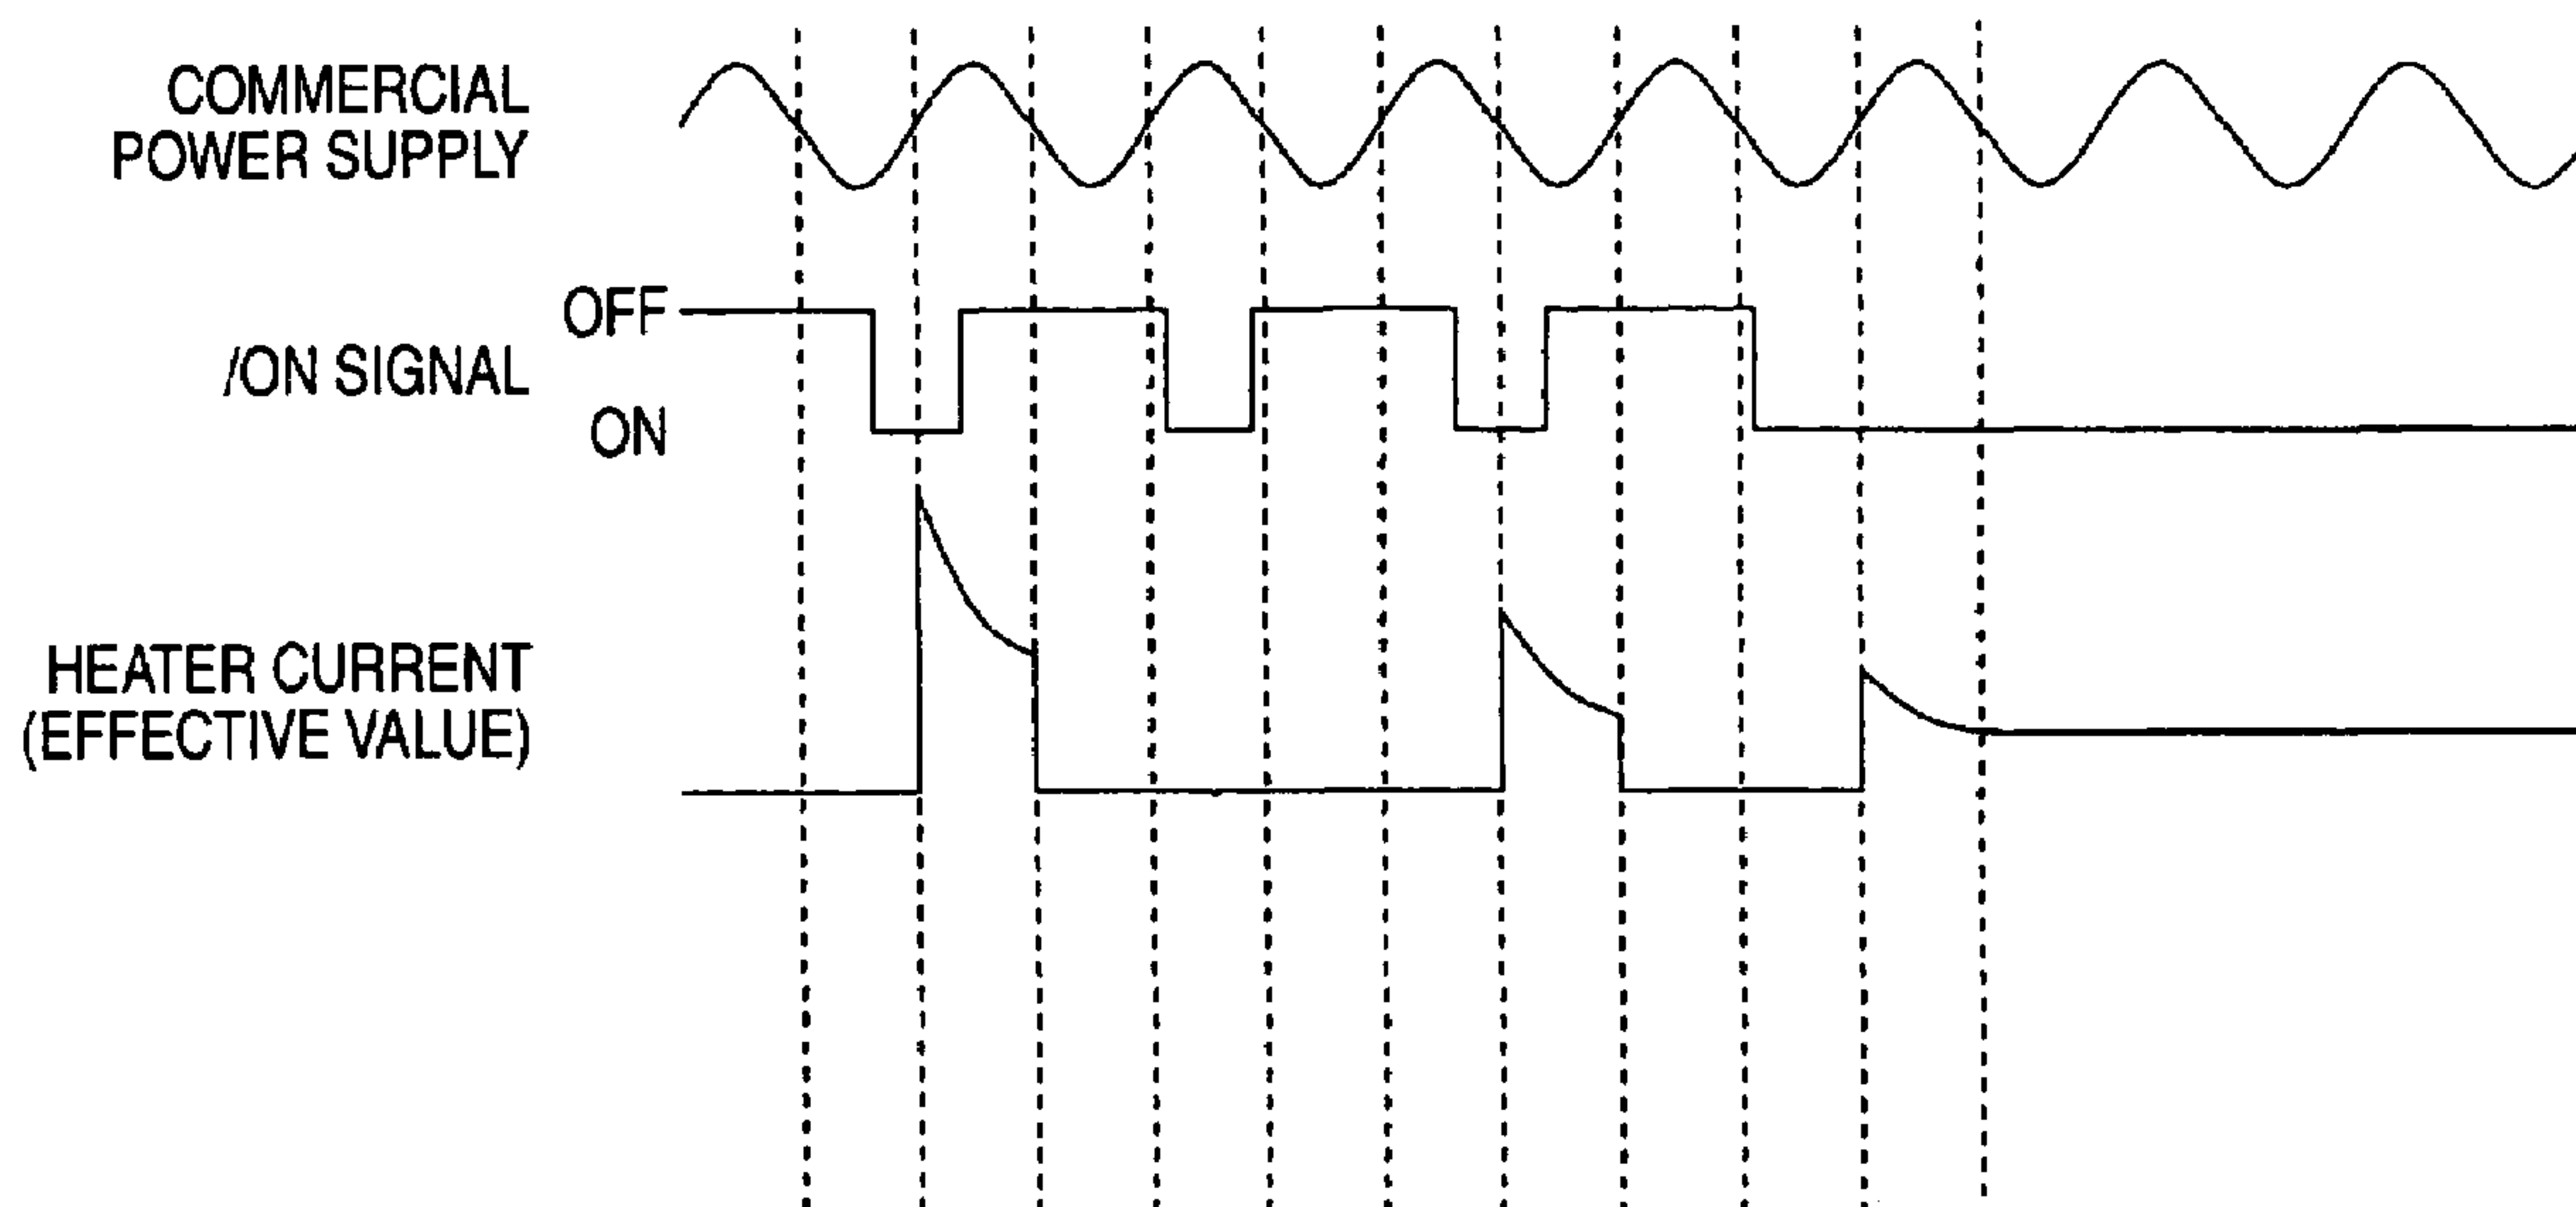 COMMERCIAL
POWER SUPPLY
OFF
/ON SIGNAL
ON
HEATER CURRENT
(EFFECTIVE VALUE)